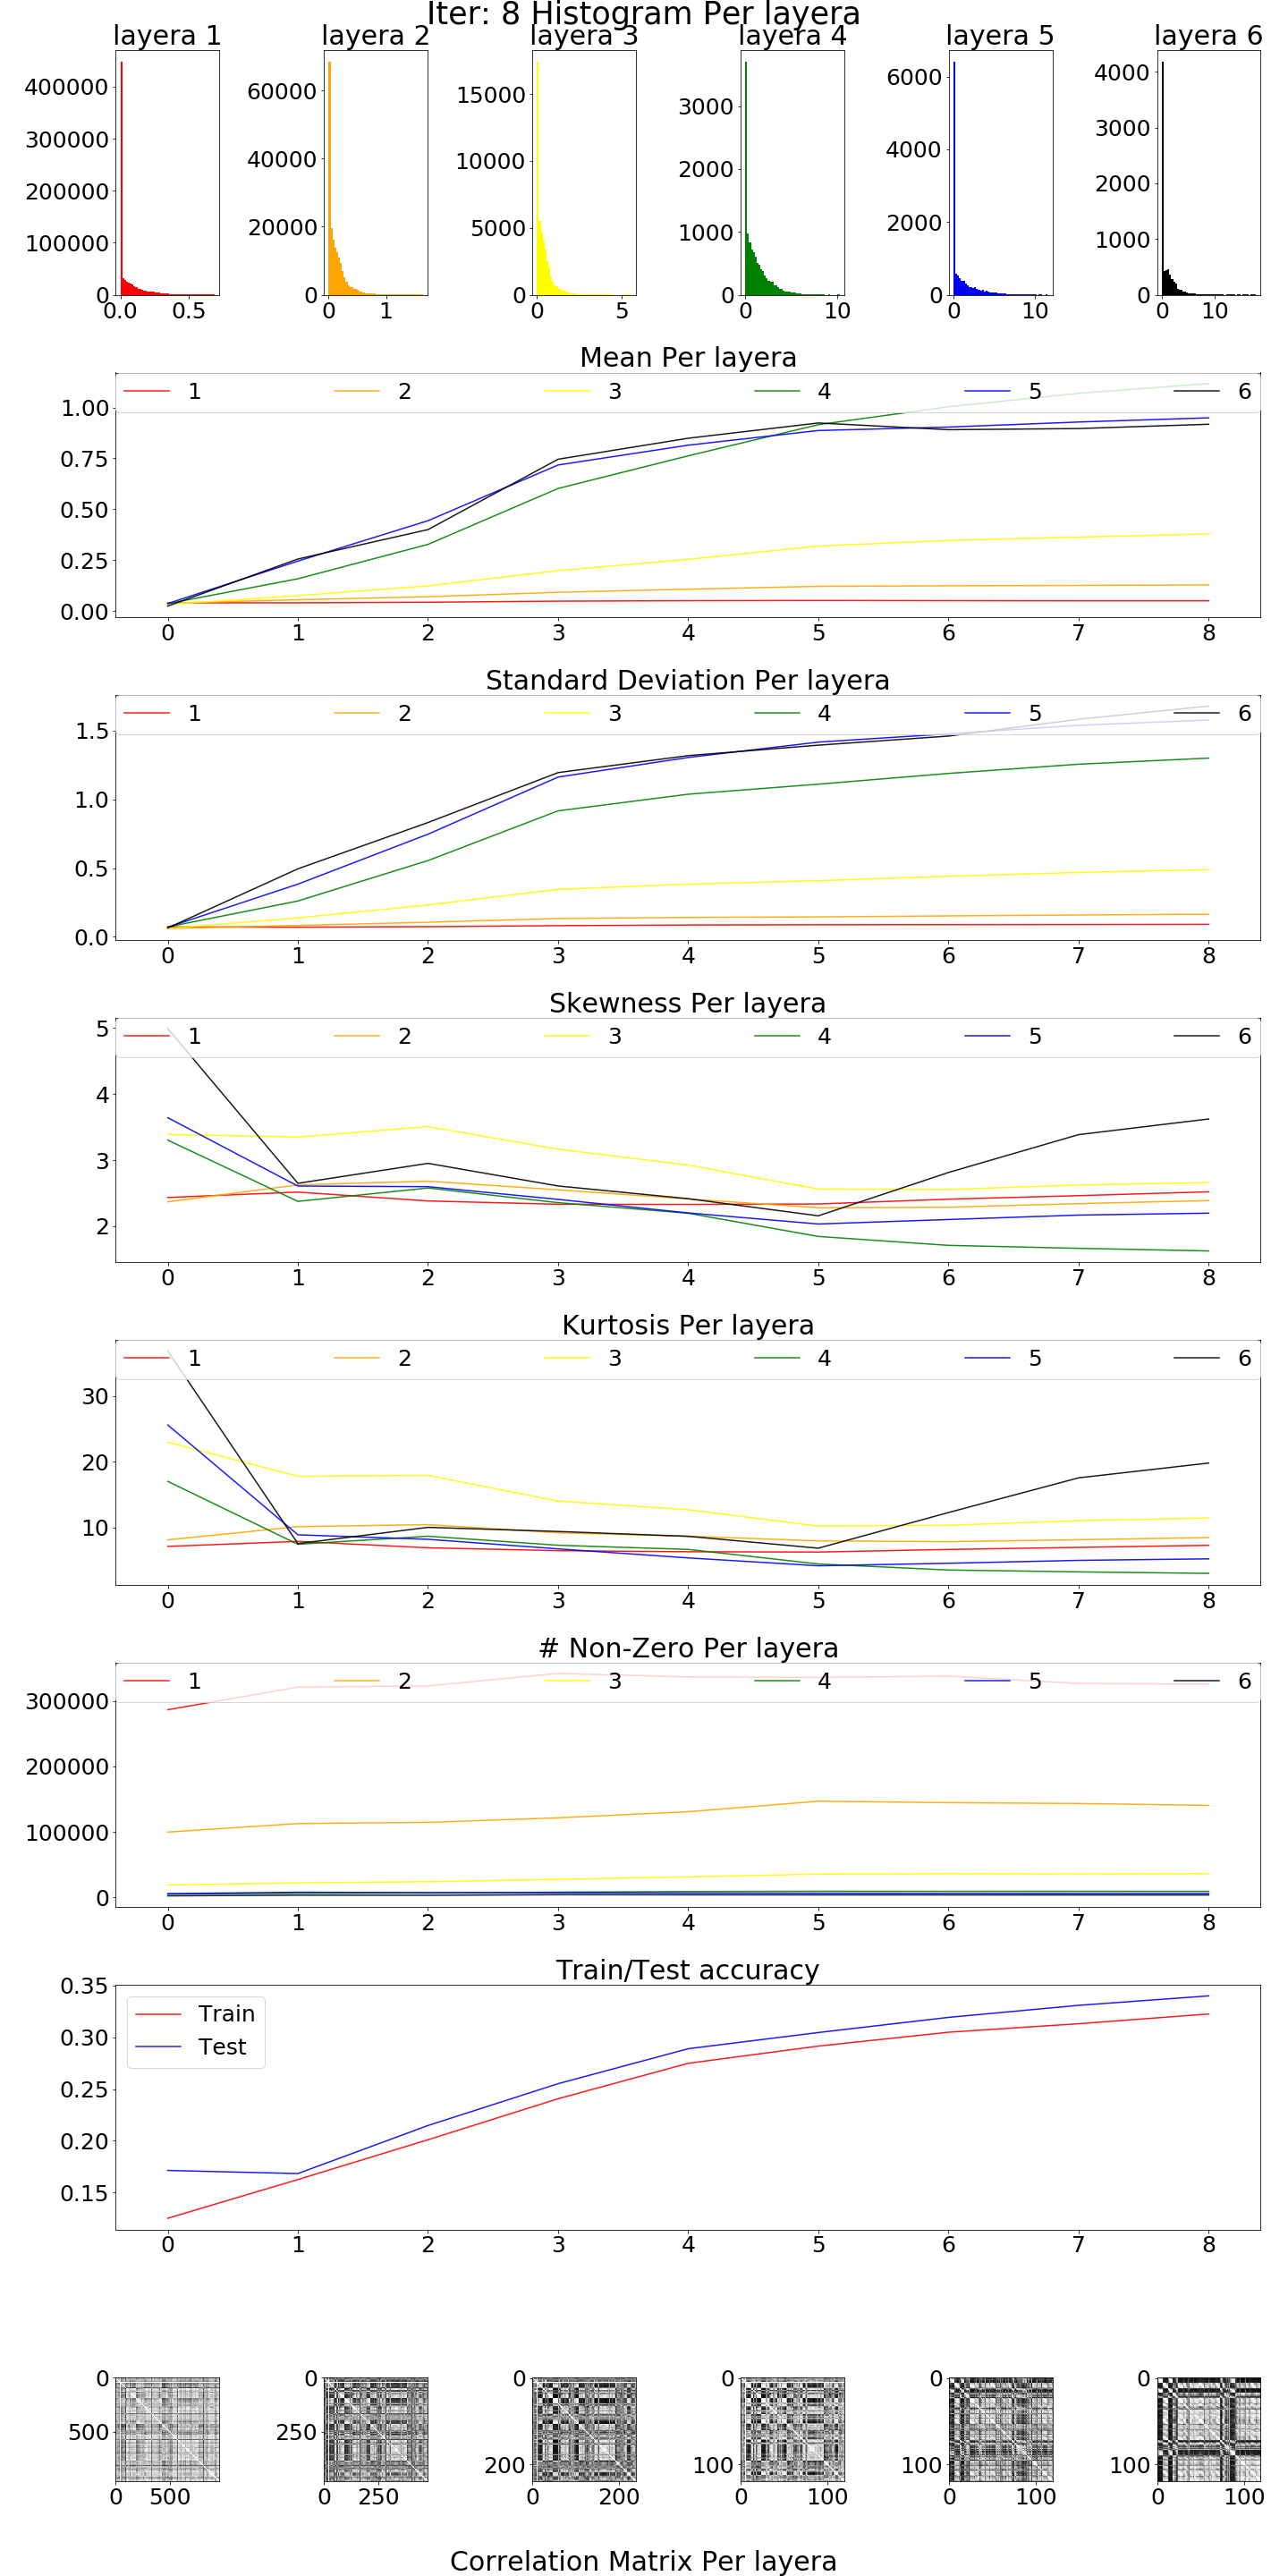 Iter: 8 Histogram Per layera
layera 1 layera 2 layera 3 layera 4 layera 5 layera 6
400000 60000 15000 3000 6000 4000
300000 40000 10000 2000 4000 3000
200000 20000 5000 1000 2000 2000
100000 1000
0 0 0 0 0 0
0.0 0.5 0 1 0 5 0 10 0 10 0 10
Mean Per layera
1 2 3 4 5 6
1.00
0.75
0.50
0.25
0.00
0 1 2 3 4 5 6 7 8
Standard Deviation Per layera
1 2 3 4 5 6
1.5
1.0
0.5
0.0
0 1 2 3 4 5 6 7 8
Skewness Per layera
5
1 2 3 4 5 6
4
3
2
0 1 2 3 4 5 6 7 8
Kurtosis Per layera
1 2 3 4 5 6
30
20
10
0 1 2 3 4 5 6 7 8
# Non-Zero Per layera
1 2 3 4 5 6
300000
200000
100000
0
0 1 2 3 4 5 6 7 8
Train/Test accuracy
0.35
Train
Test
0.30
0.25
0.20
0.15
0 1 2 3 4 5 6 7 8
0 0 0 0 0 0
500 250 200 100 100 100
0 500 0 250 0 200 0 100 0 100 0 100
Correlation Matrix Per layera